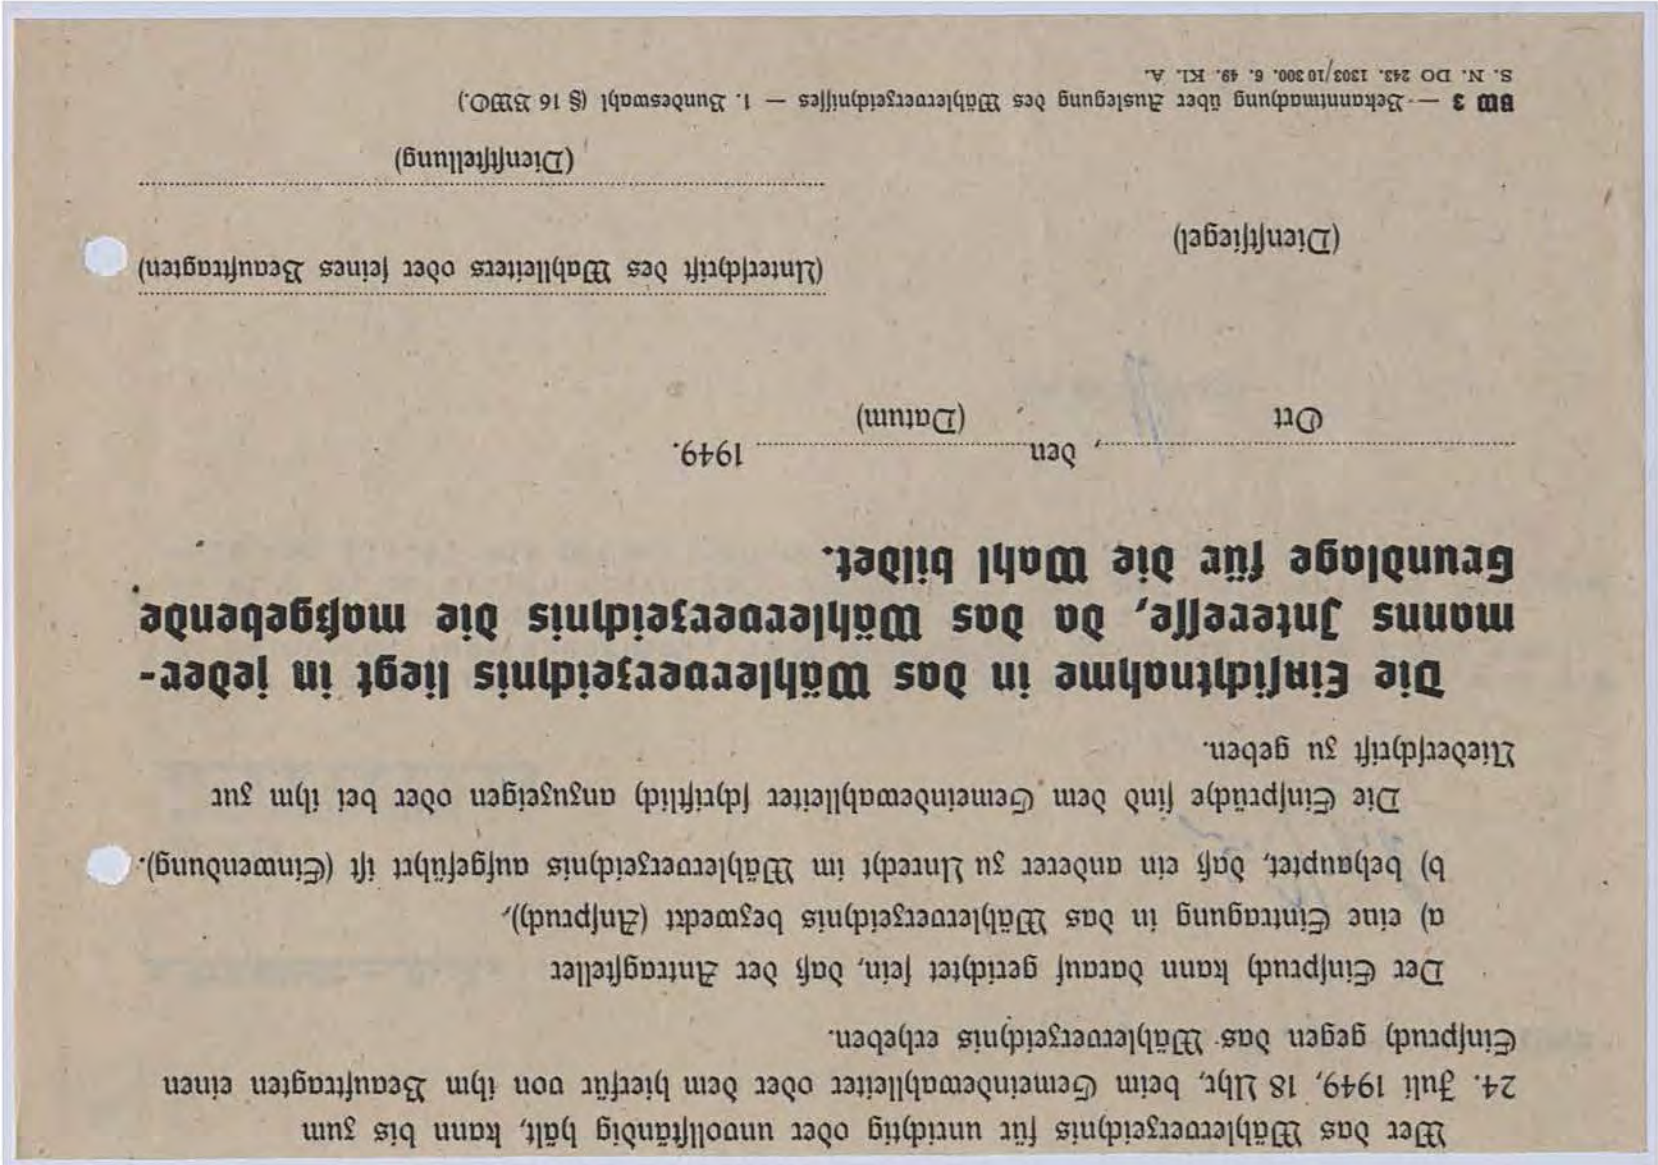 Wer das Wählerverzeichnis für unrichtig oder unvollständig hält, kann bis zum
24. Juli 1949, 18 Uhr, beim Gemeindewahlleiter oder dem hierfür von ihm Beauftragten einen
Einspruch gegen das Wählerverzeichnis erheben.
Der Einspruch kann darauf gerichtet sein, daß der Antragsteller
a) eine Eintragung in das Wählerverzeichnis bezweckt (Anspruch),
b) behauptet, daß ein anderer zu Unrecht im Wählerverzeichnis aufgeführt ist (Einwendung).
Die Einsprüche sind dem Gemeindewahlleiter schriftlich anzuzeigen oder bei ihm zur
Niederschrift zu geben.
Die Einsichtnahme in das Wählerverzeichnis liegt in jeder-
manns Interesse, da das Wählerverzeichnis die maßgebende
Grundlage für die Wahl bildet.
, den 1949.
Ort (Datum)
(Unterschrift des Wahlleiters oder seines Beauftragten)
(Dienstsiegel)
(Dienststellung)
BW 3 — Bekanntmachung über Auslegung des Wählerverzeichnisses — 1. Bundeswahl (§ 16 BWO.)
S. N. DO 243. 1303/10 300. 6. 49. Kl. A.